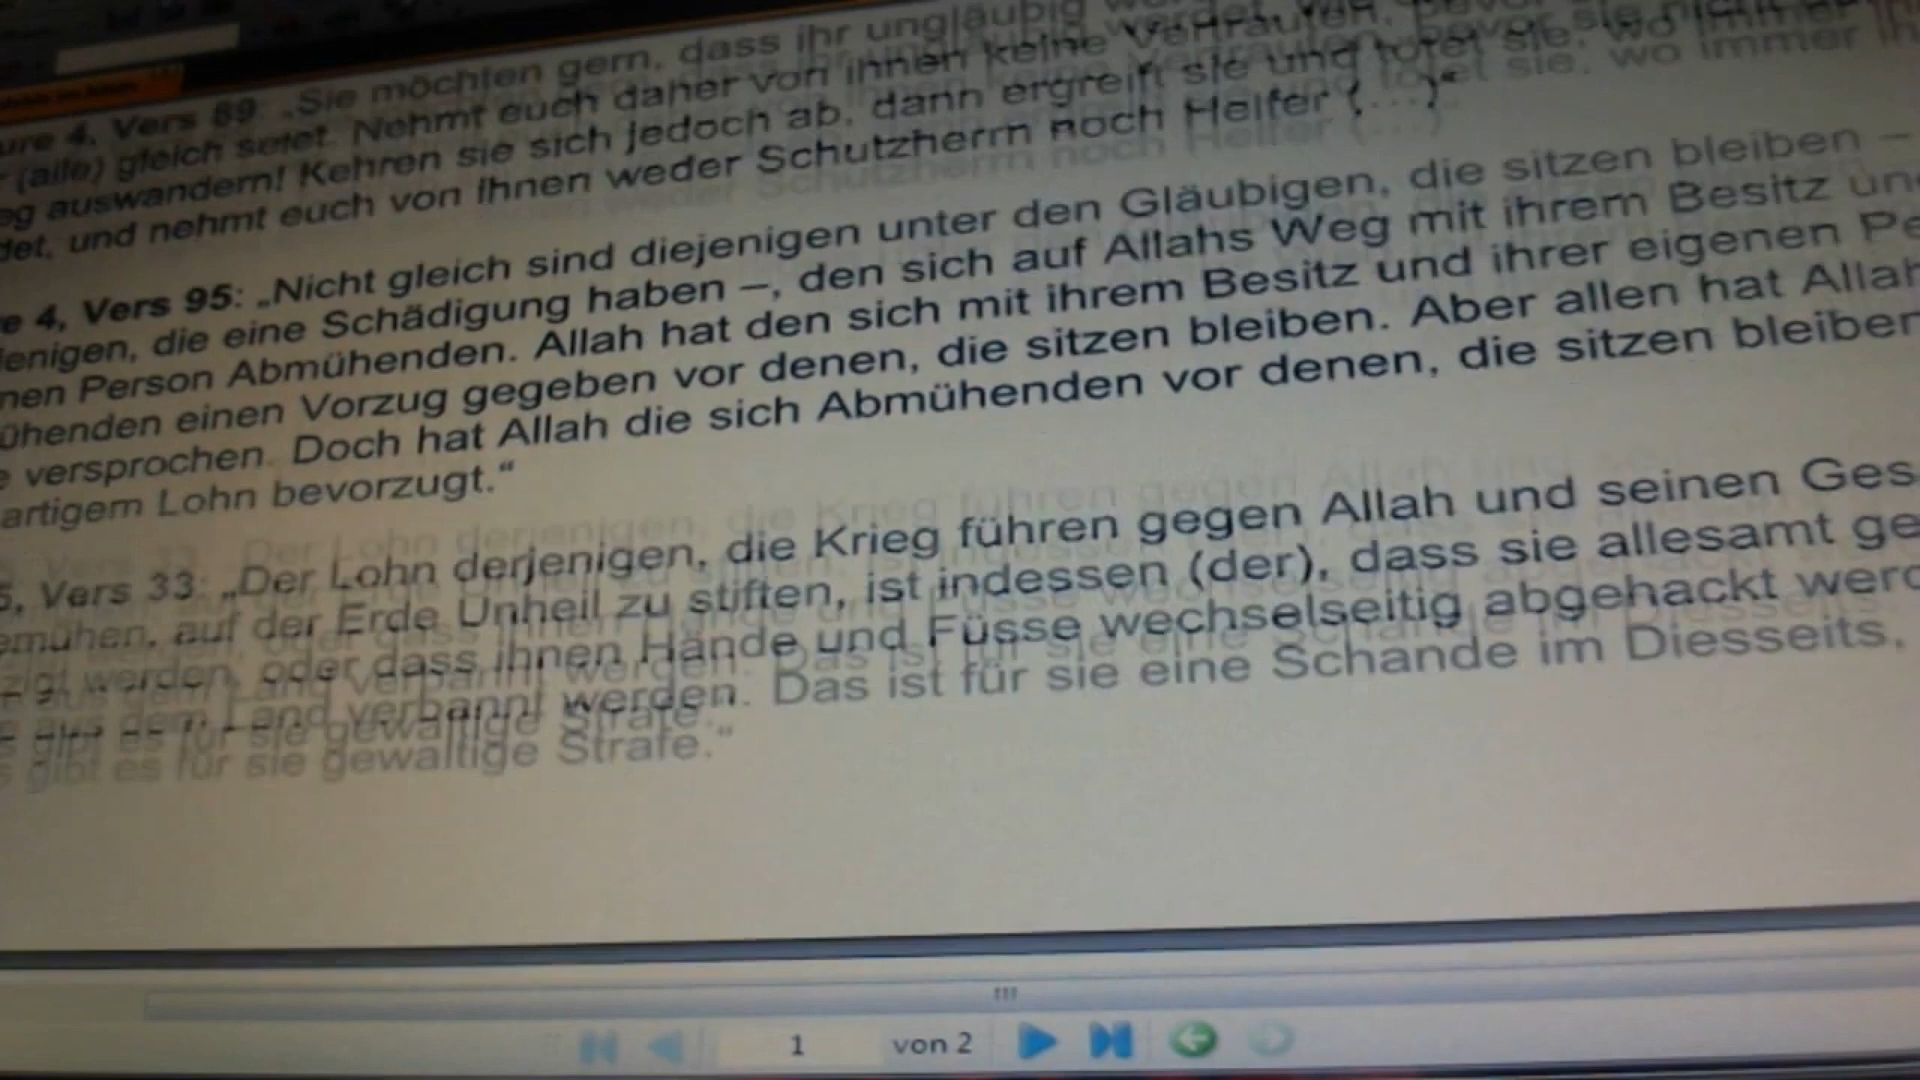 ure 4, Vers 89: „Sie möchten gern, dass ihr ungläubig
(alle) gleich seiet. Nehmt euch daher von ihnen keine Vertrauten, bevor sie nicht
eg auswandern! Kehren sie sich jedoch ab, dann ergreift sie und tötet sie, wo immer ih
det, und nehmt euch von ihnen weder Schutzherrn noch Helfer (...)“
e 4, Vers 95: „Nicht gleich sind diejenigen unter den Gläubigen, die sitzen bleiben –
jenigen, die eine Schädigung haben –, den sich auf Allahs Weg mit ihrem Besitz un
nen Person Abmühenden. Allah hat den sich mit ihrem Besitz und ihrer eigenen Pe
ühenden einen Vorzug gegeben vor denen, die sitzen bleiben. Aber allen hat Allah
e versprochen. Doch hat Allah die sich Abmühenden vor denen, die sitzen bleiben
artigem Lohn bevorzugt.“
5, Vers 33: „Der Lohn derjenigen, die Krieg führen gegen Allah und seinen Ges
emühen, auf der Erde Unheil zu stiften, ist indessen (der), dass sie allesamt ge
zigt werden, oder dass ihnen Hände und Füsse wechselseitig abgehackt werd
aus dem Land verbannt werden. Das ist für sie eine Schande im Diesseits,
s gibt es für sie gewaltige Strafe.“
1 von 2